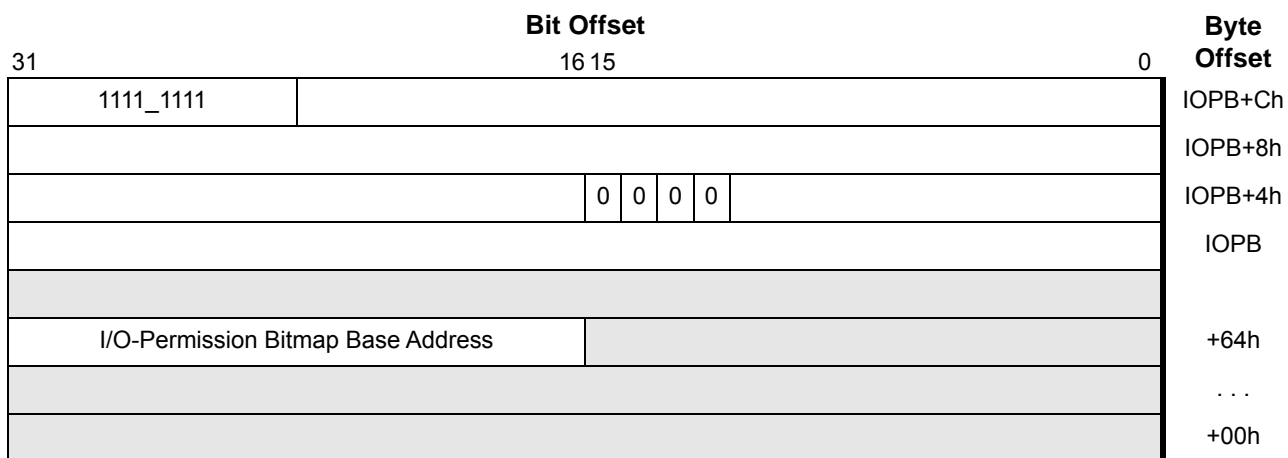 Bit Offset Byte Offset
31 16 15 0
1111_1111 IOPB+Ch
IOPB+8h
0 0 0 0 IOPB+4h
IOPB
I/O-Permission Bitmap Base Address +64h
. . .
+00h